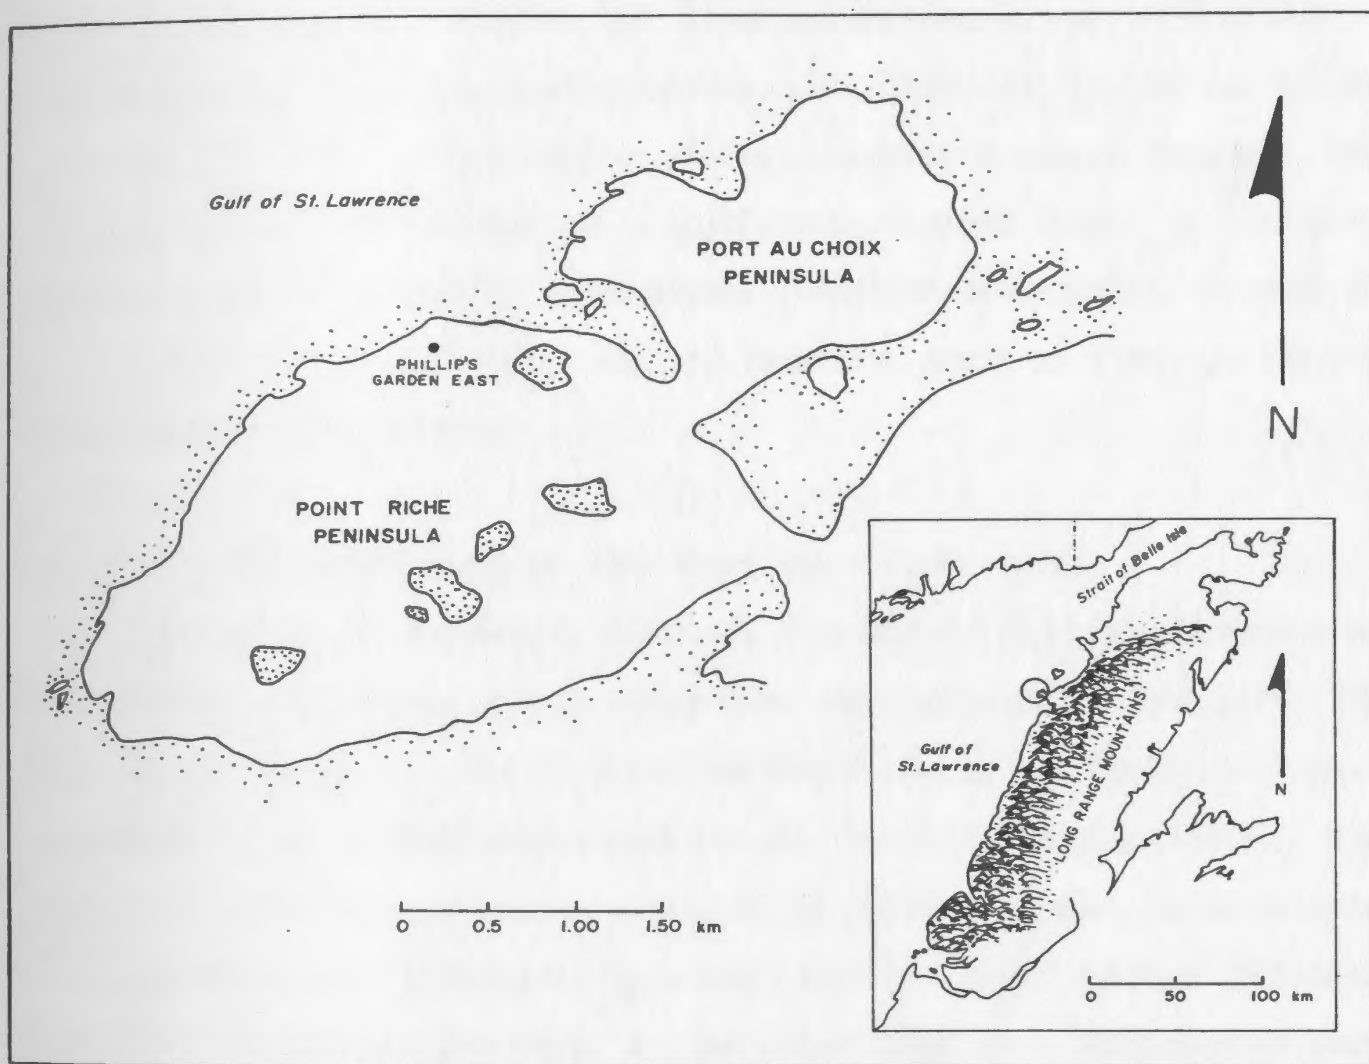 Gulf of St. Lawrence
PORT AU CHOIX
PENINSULA
PHILLIP'S
GARDEN EAST
N
POINT RICHE
PENINSULA
0 0.5 1.00 1.50 km
Strait of Belle Isle
Gulf of
St. Lawrence
LONG RANGE MOUNTAINS
N
0 50 100 km